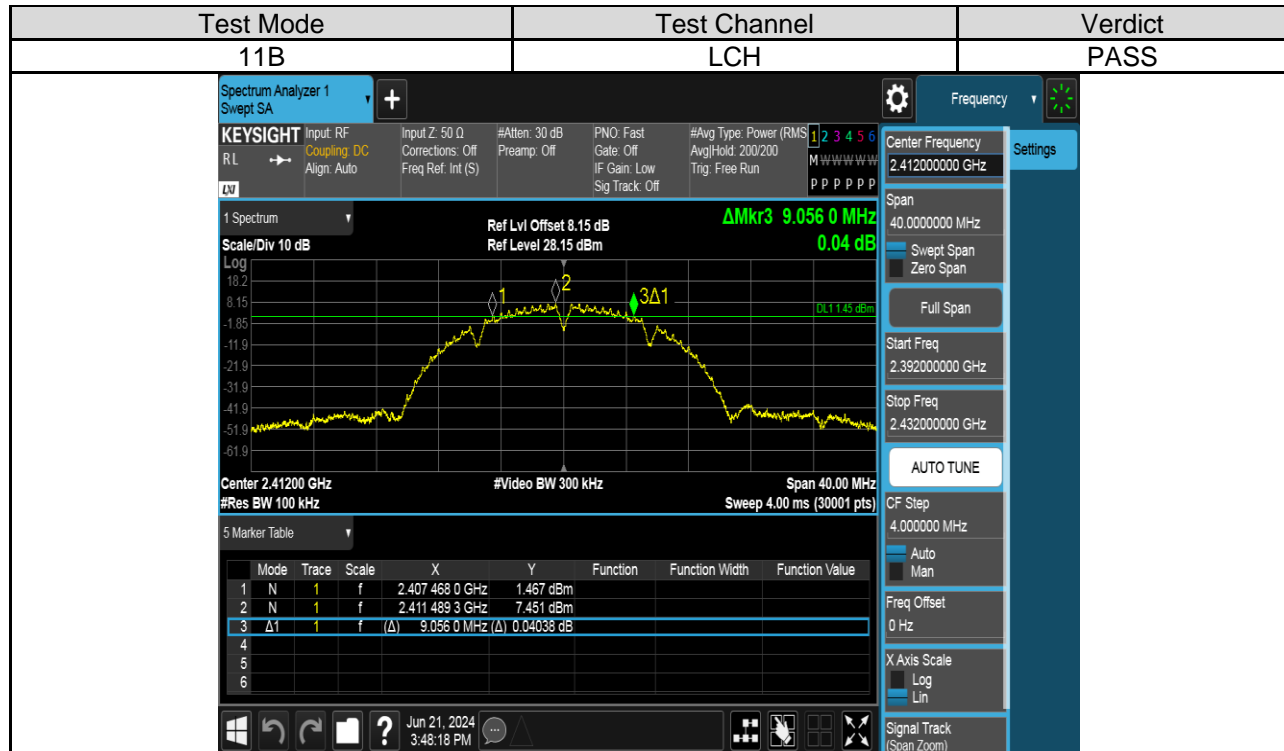 Test Mode Test Channel Verdict
11B LCH PASS
Spectrum Analyzer 1
Swept SA
+
Frequency
KEYSIGHT Input: RF Input Z: 50 Ω #Atten: 30 dB PNO: Fast #Avg Type: Power (RMS 1 2 3 4 5 6
RL Coupling: DC Corrections: Off Preamp: Off Gate: Off Avg|Hold: 200/200 M W W W W W
Align: Auto Freq Ref: Int (S) IF Gain: Low Trig: Free Run
LXI Sig Track: Off P P P P P P
1 Spectrum
Ref Lvl Offset 8.15 dB ΔMkr3 9.056 0 MHz
Scale/Div 10 dB Ref Level 28.15 dBm 0.04 dB
Log
18.2
8.15
-1.85
-11.9
-21.9
-31.9
-41.9
-51.9
-61.9
1
2
3Δ1
DL1 1.45 dBm
Center 2.41200 GHz #Video BW 300 kHz Span 40.00 MHz
#Res BW 100 kHz Sweep 4.00 ms (30001 pts)
5 Marker Table
Mode Trace Scale X Y Function Function Width Function Value
1 N 1 f 2.407 468 0 GHz 1.467 dBm
2 N 1 f 2.411 489 3 GHz 7.451 dBm
3 Δ1 1 f (Δ) 9.056 0 MHz (Δ) 0.04038 dB
4
5
6
Center Frequency
2.412000000 GHz
Settings
Span
40.0000000 MHz
Swept Span
Zero Span
Full Span
Start Freq
2.392000000 GHz
Stop Freq
2.432000000 GHz
AUTO TUNE
CF Step
4.000000 MHz
Auto
Man
Freq Offset
0 Hz
X Axis Scale
Log
Lin
Signal Track
(Span Zoom)
? Jun 21, 2024
3:48:18 PM